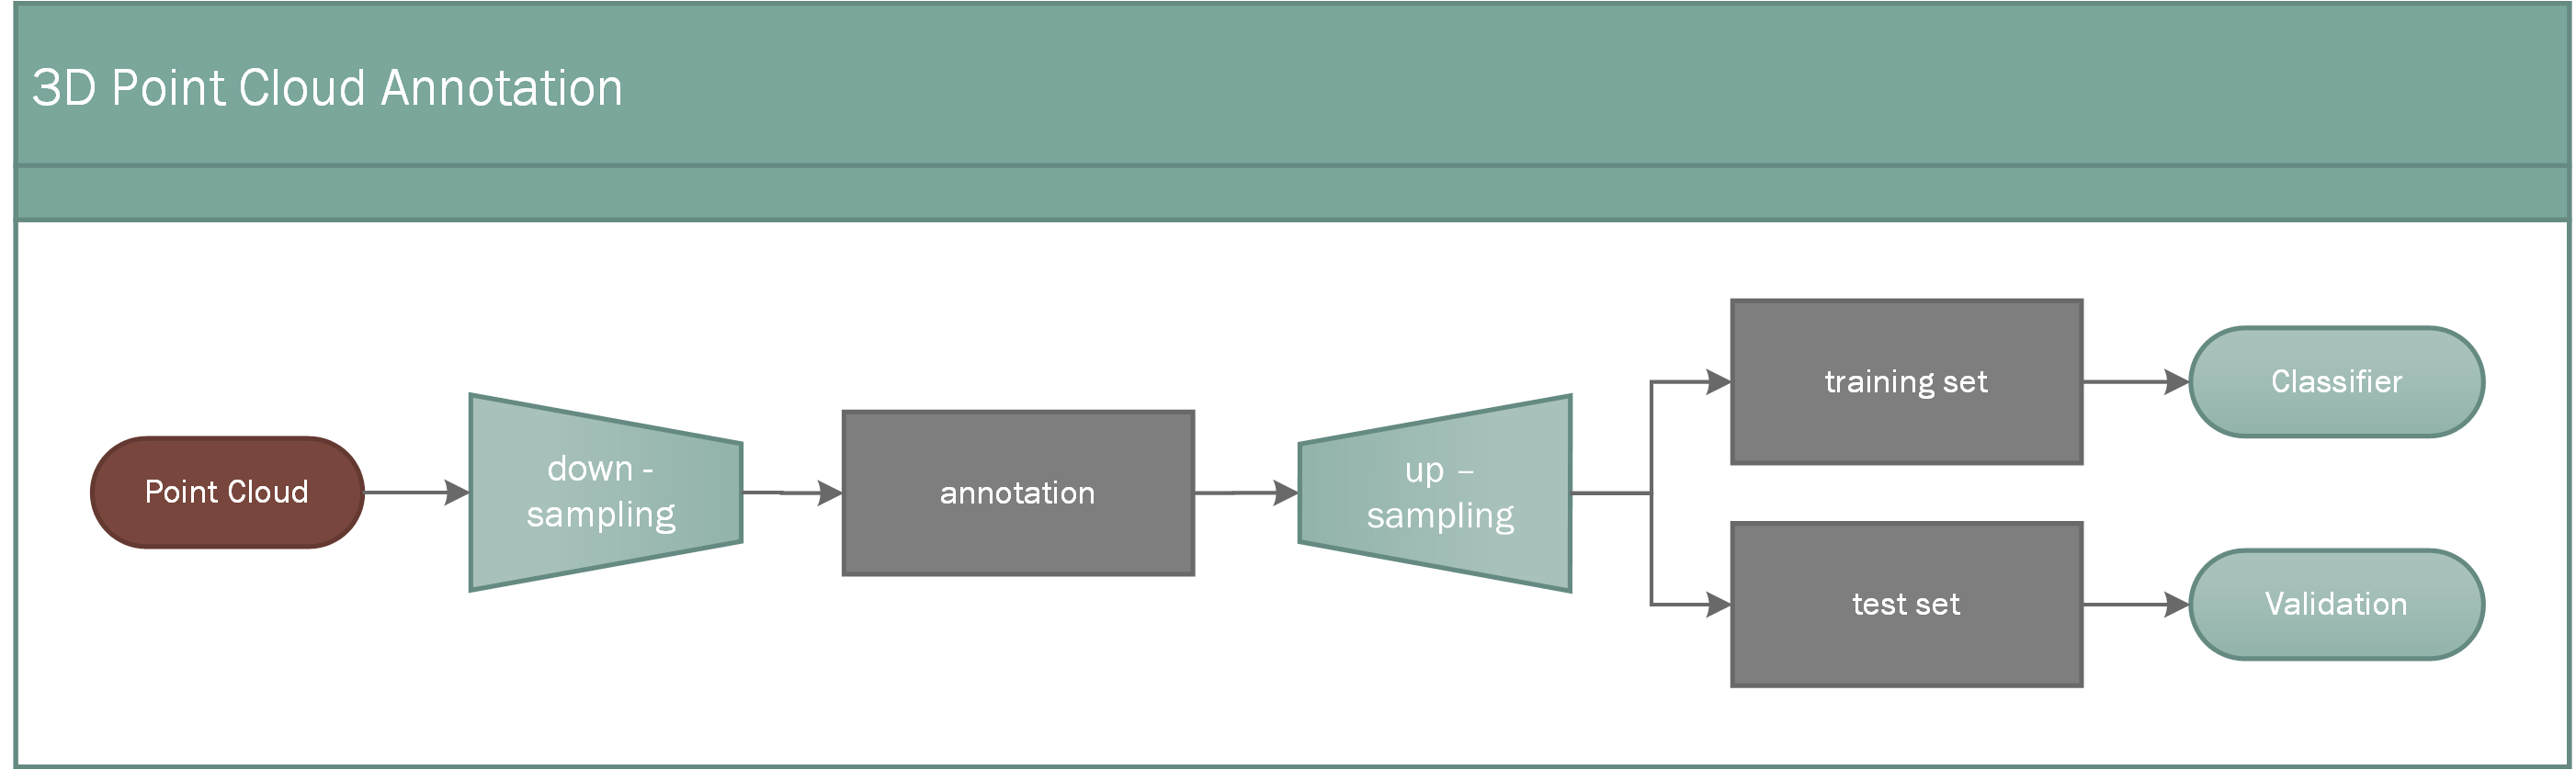 3D Point Cloud Annotation
Point Cloud
down -
sampling
annotation
up –
sampling
training set
Classifier
test set
Validation